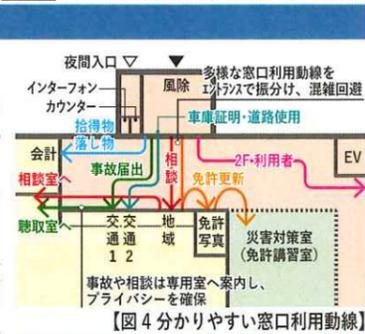 夜間入口▽ ▼
インターフォン
カウンター
風除
多様な窓口利用動線を
エントランスで振分け、混雑回避
拾得物
落し物
車庫証明・道路使用
会計
相談室へ
事故届出
相談
免許更新
2F利用者
EV
聴取室へ
交通1
交通2
地域
免許
写真
災害対策室
(免許講習室)
事故や相談は専用室へ案内し、
プライバシーを確保
【図4分かりやすい窓口利用動線】